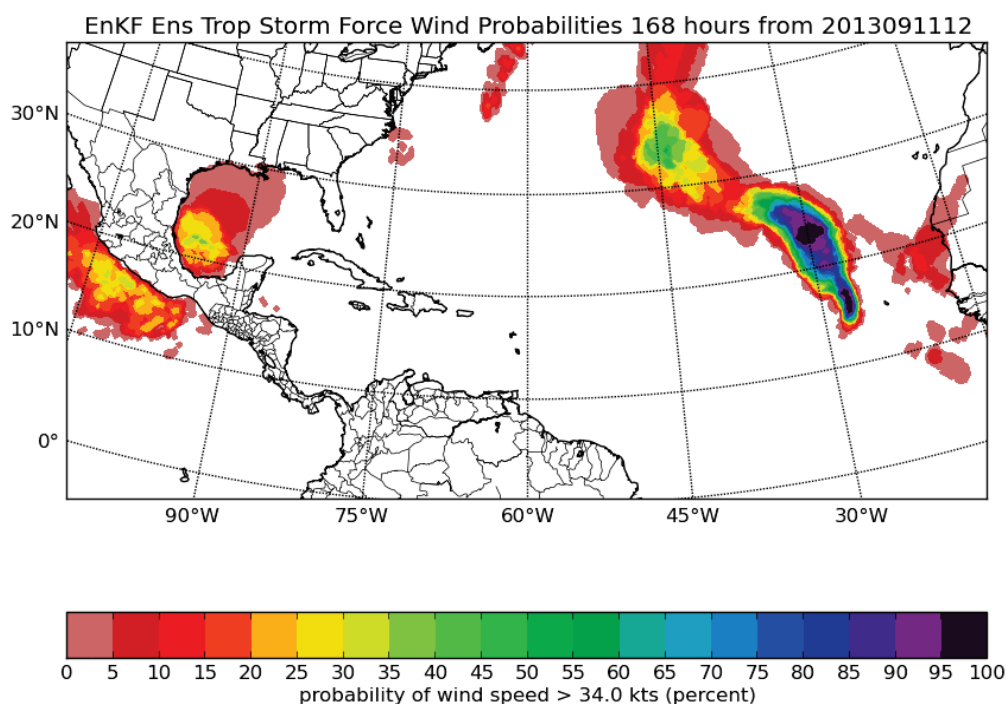 EnKF Ens Trop Storm Force Wind Probabilities 168 hours from 2013091112
30°N
20°N
10°N
0°
90°W 75°W 60°W 45°W 30°W
0 5 10 15 20 25 30 35 40 45 50 55 60 65 70 75 80 85 90 95 100
probability of wind speed > 34.0 kts (percent)